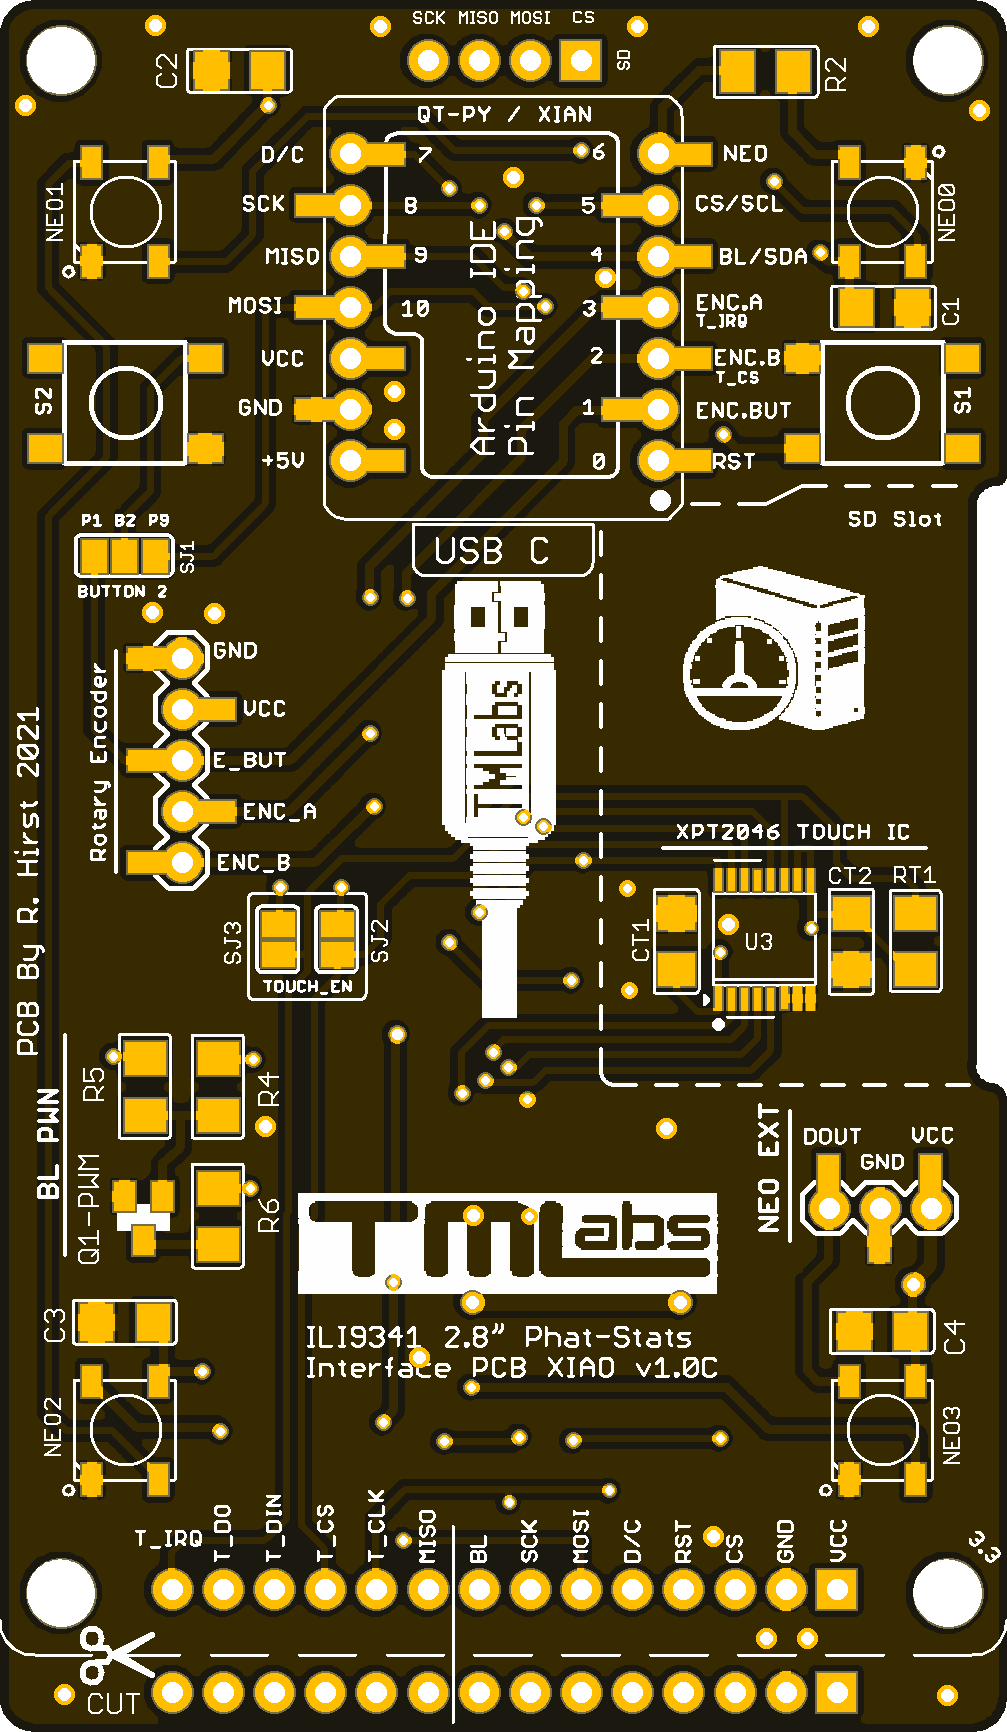 SCK MISO MOSI CS
SD
C2
R2
QT-PY / XIAN
D/C
7
6
NEO
NEO1
NEO0
SCK
8
5
CS/SCL
MISO
9
4
BL/SDA
MOSI
10
3
ENC.A
T_IRQ
C1
VCC
2
ENC.B
T_CS
S2
S1
GND
1
ENC.BUT
+5V
0
RST
Arduino IDE
Pin Mapping
SD Slot
P1 B2 P9
SJ1
BUTTON 2
USB C
GND
VCC
E_BUT
ENC_A
ENC_B
Rotary Encoder
TMLabs
PCB By R. Hirst 2021
XPT2046 TOUCH IC
CT2 RT1
CT1
U3
SJ3
SJ2
TOUCH_EN
R5
R4
BL PWN
Q1-PWM
R6
NEO EXT
DOUT
GND
VCC
TMLabs
C3
C4
ILI9341 2.8" Phat-Stats
Interface PCB XIAO v1.0C
NEO2
NEO3
T_IRQ
T_DO
T_DIN
T_CS
T_CLK
MISO
BL
SCK
MOSI
D/C
RST
CS
GND
VCC
3.3
CUT